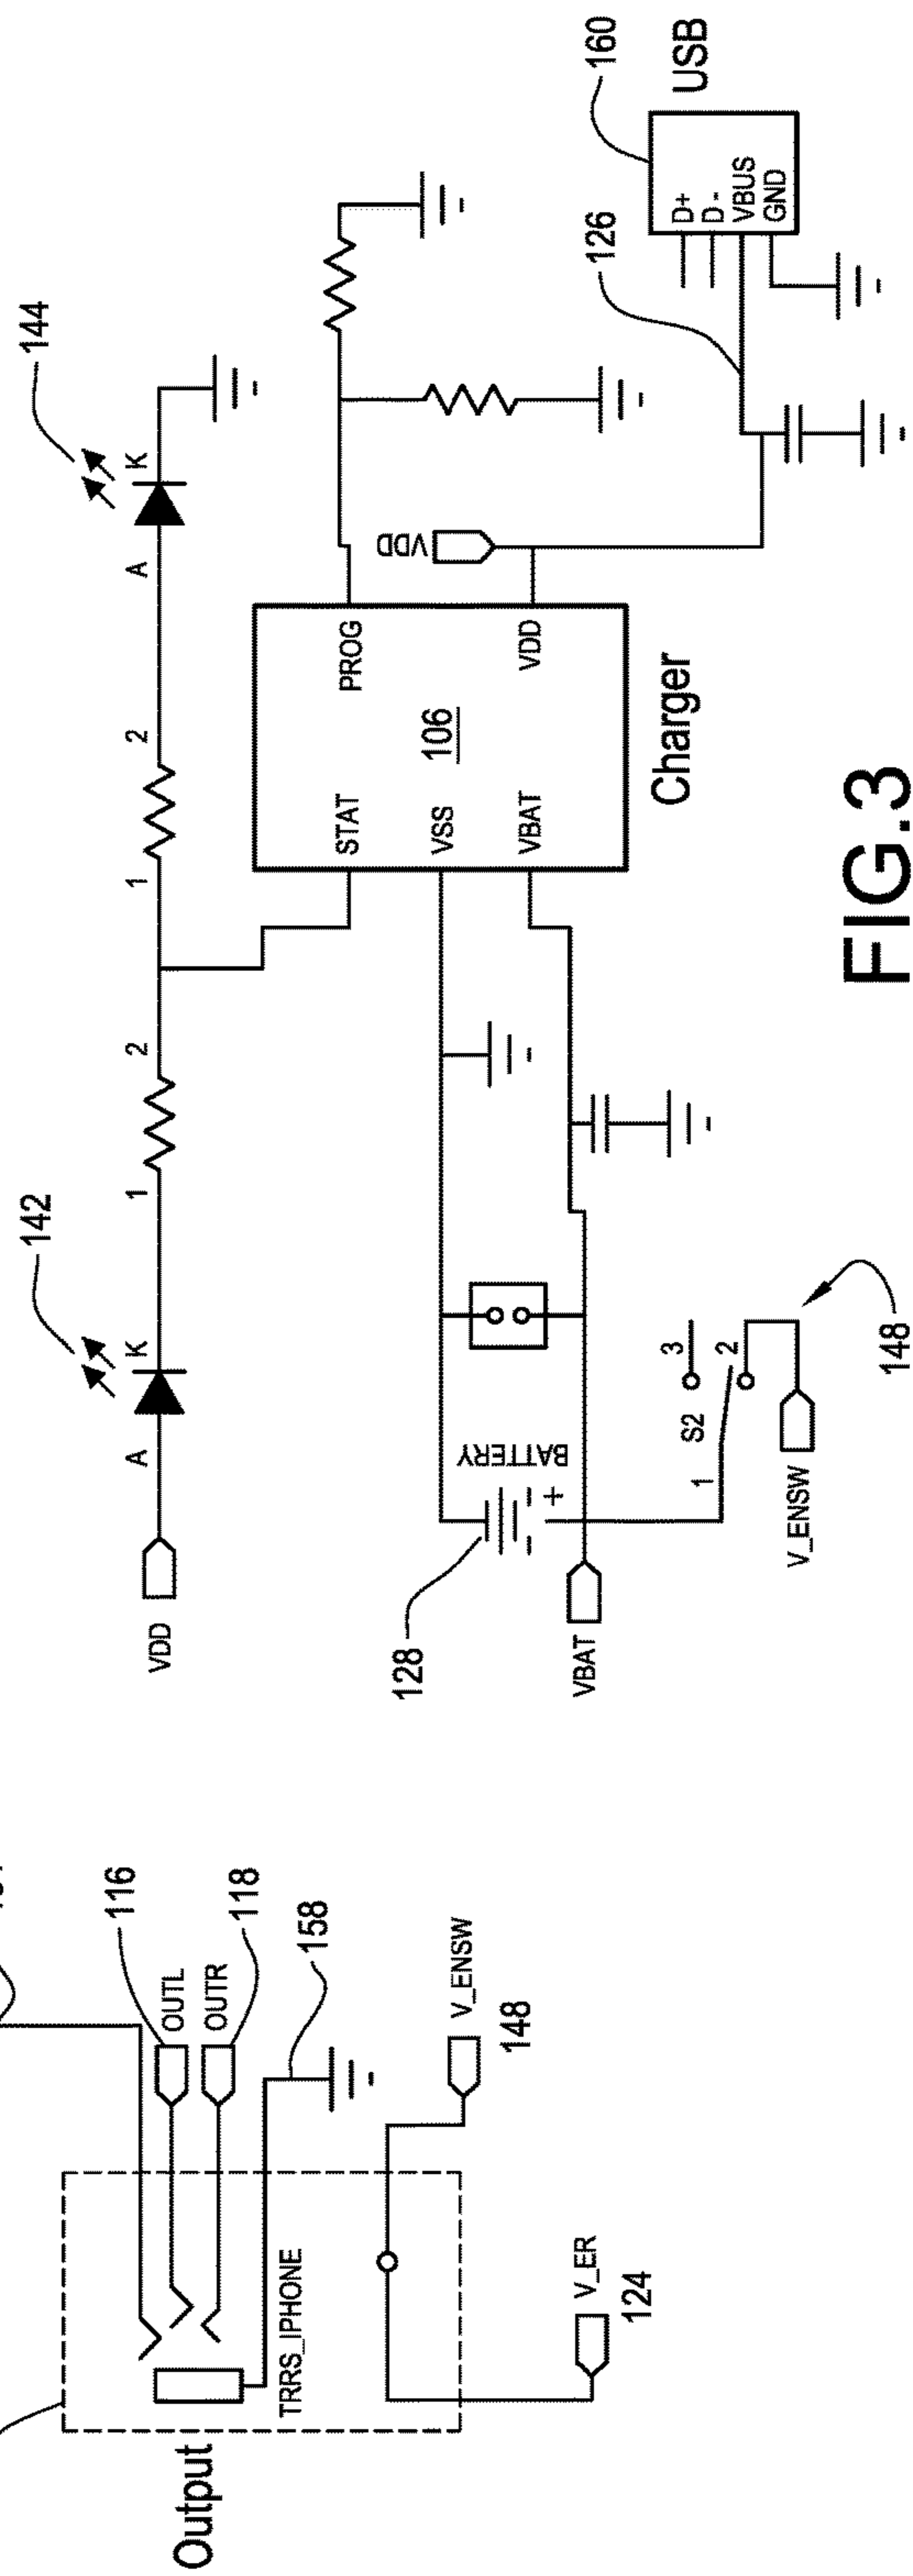 144
142
VDD
A
K
1
2
1
2
A
K
STAT
PROG
VSS
106
VBAT
VDD
Charger
VDD
128
BATTERY
+
VBAT
S2
1
3
2
V_ENSW
148
126
160
USB
D+
D-
VBUS
GND
116
OUTL
OUTR
118
158
TRRS_IPHONE
Output
V_ENSW
148
V_ER
124
FIG.3